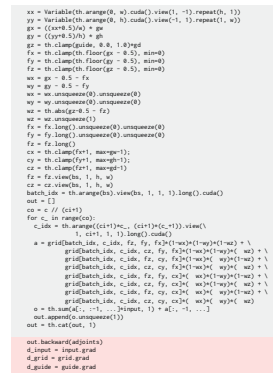 xx = Variable(th.arange(0, w).cuda().view(1, -1).repeat(h, 1))
yy = Variable(th.arange(0, h).cuda().view(-1, 1).repeat(1, w))
gx = ((xx+0.5)/w) * gw
gy = ((yy+0.5)/h) * gh
gz = th.clamp(guide, 0.0, 1.0)*gd
fx = th.clamp(th.floor(gx - 0.5), min=0)
fy = th.clamp(th.floor(gy - 0.5), min=0)
fz = th.clamp(th.floor(gz - 0.5), min=0)
wx = gx - 0.5 - fx
wy = gy - 0.5 - fy
wx = wx.unsqueeze(0).unsqueeze(0)
wy = wy.unsqueeze(0).unsqueeze(0)
wz = th.abs(gz-0.5 - fz)
wz = wz.unsqueeze(1)
fx = fx.long().unsqueeze(0).unsqueeze(0)
fy = fy.long().unsqueeze(0).unsqueeze(0)
fz = fz.long()
cx = th.clamp(fx+1, max=gw-1);
cy = th.clamp(fy+1, max=gh-1);
cz = th.clamp(fz+1, max=gd-1)
fz = fz.view(bs, 1, h, w)
cz = cz.view(bs, 1, h, w)
batch_idx = th.arange(bs).view(bs, 1, 1, 1).long().cuda()
out = []
co = c // (ci+1)
for c_ in range(co):
c_idx = th.arange((ci+1)*c_, (ci+1)*(c_+1)).view(\
1, ci+1, 1, 1).long().cuda()
a = grid[batch_idx, c_idx, fz, fy, fx]*(1-wx)*(1-wy)*(1-wz) + \
grid[batch_idx, c_idx, cz, fy, fx]*(1-wx)*(1-wy)*( wz) + \
grid[batch_idx, c_idx, fz, cy, fx]*(1-wx)*( wy)*(1-wz) + \
grid[batch_idx, c_idx, cz, cy, fx]*(1-wx)*( wy)*( wz) + \
grid[batch_idx, c_idx, fz, fy, cx]*( wx)*(1-wy)*(1-wz) + \
grid[batch_idx, c_idx, cz, fy, cx]*( wx)*(1-wy)*( wz) + \
grid[batch_idx, c_idx, fz, cy, cx]*( wx)*( wy)*(1-wz) + \
grid[batch_idx, c_idx, cz, cy, cx]*( wx)*( wy)*( wz)
o = th.sum(a[:, :-1, ...]*input, 1) + a[:, -1, ...]
out.append(o.unsqueeze(1))
out = th.cat(out, 1)
out.backward(adjoints)
d_input = input.grad
d_grid = grid.grad
d_guide = guide.grad